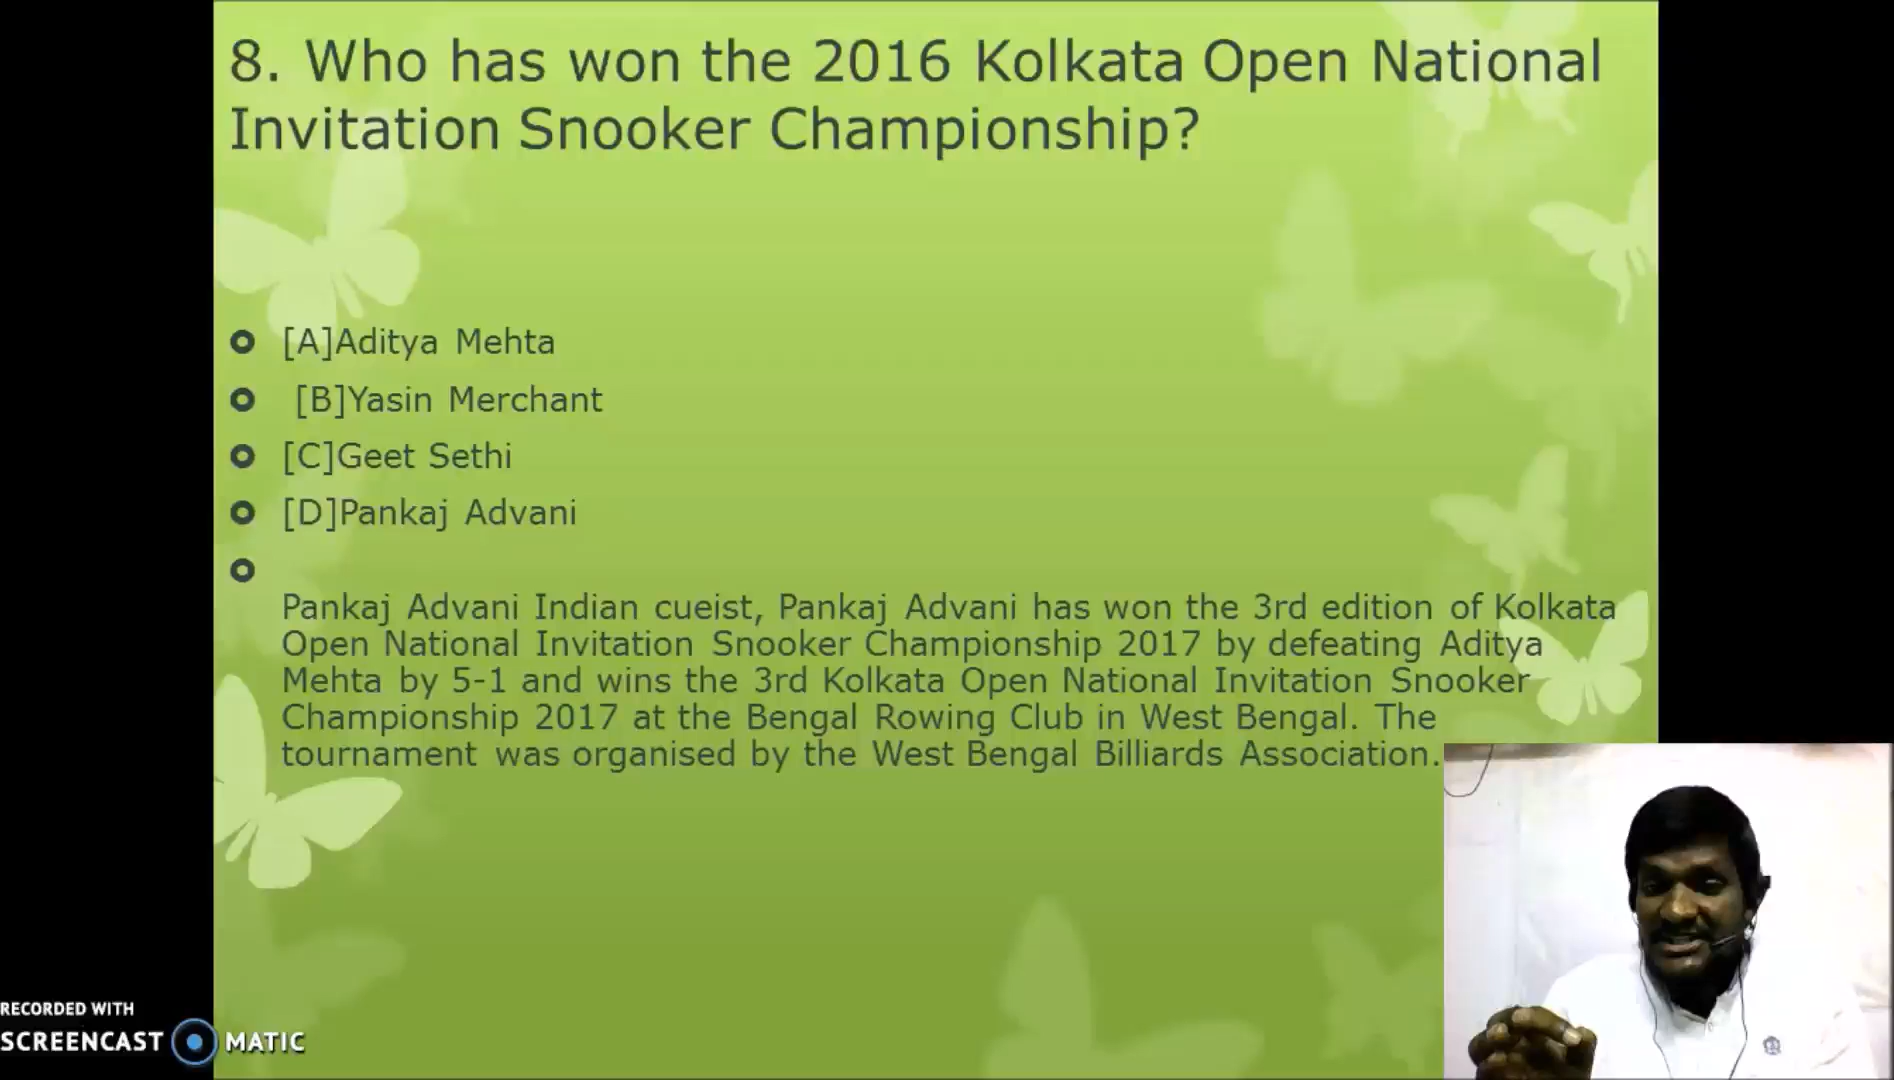 8. Who has won the 2016 Kolkata Open National
Invitation Snooker Championship?
[A]Aditya Mehta
[B]Yasin Merchant
[C]Geet Sethi
[D]Pankaj Advani
Pankaj Advani Indian cueist, Pankaj Advani has won the 3rd edition of Kolkata
Open National Invitation Snooker Championship 2017 by defeating Aditya
Mehta by 5-1 and wins the 3rd Kolkata Open National Invitation Snooker
Championship 2017 at the Bengal Rowing Club in West Bengal. The
tournament was organised by the West Bengal Billiards Association.
RECORDED WITH
SCREENCAST MATIC